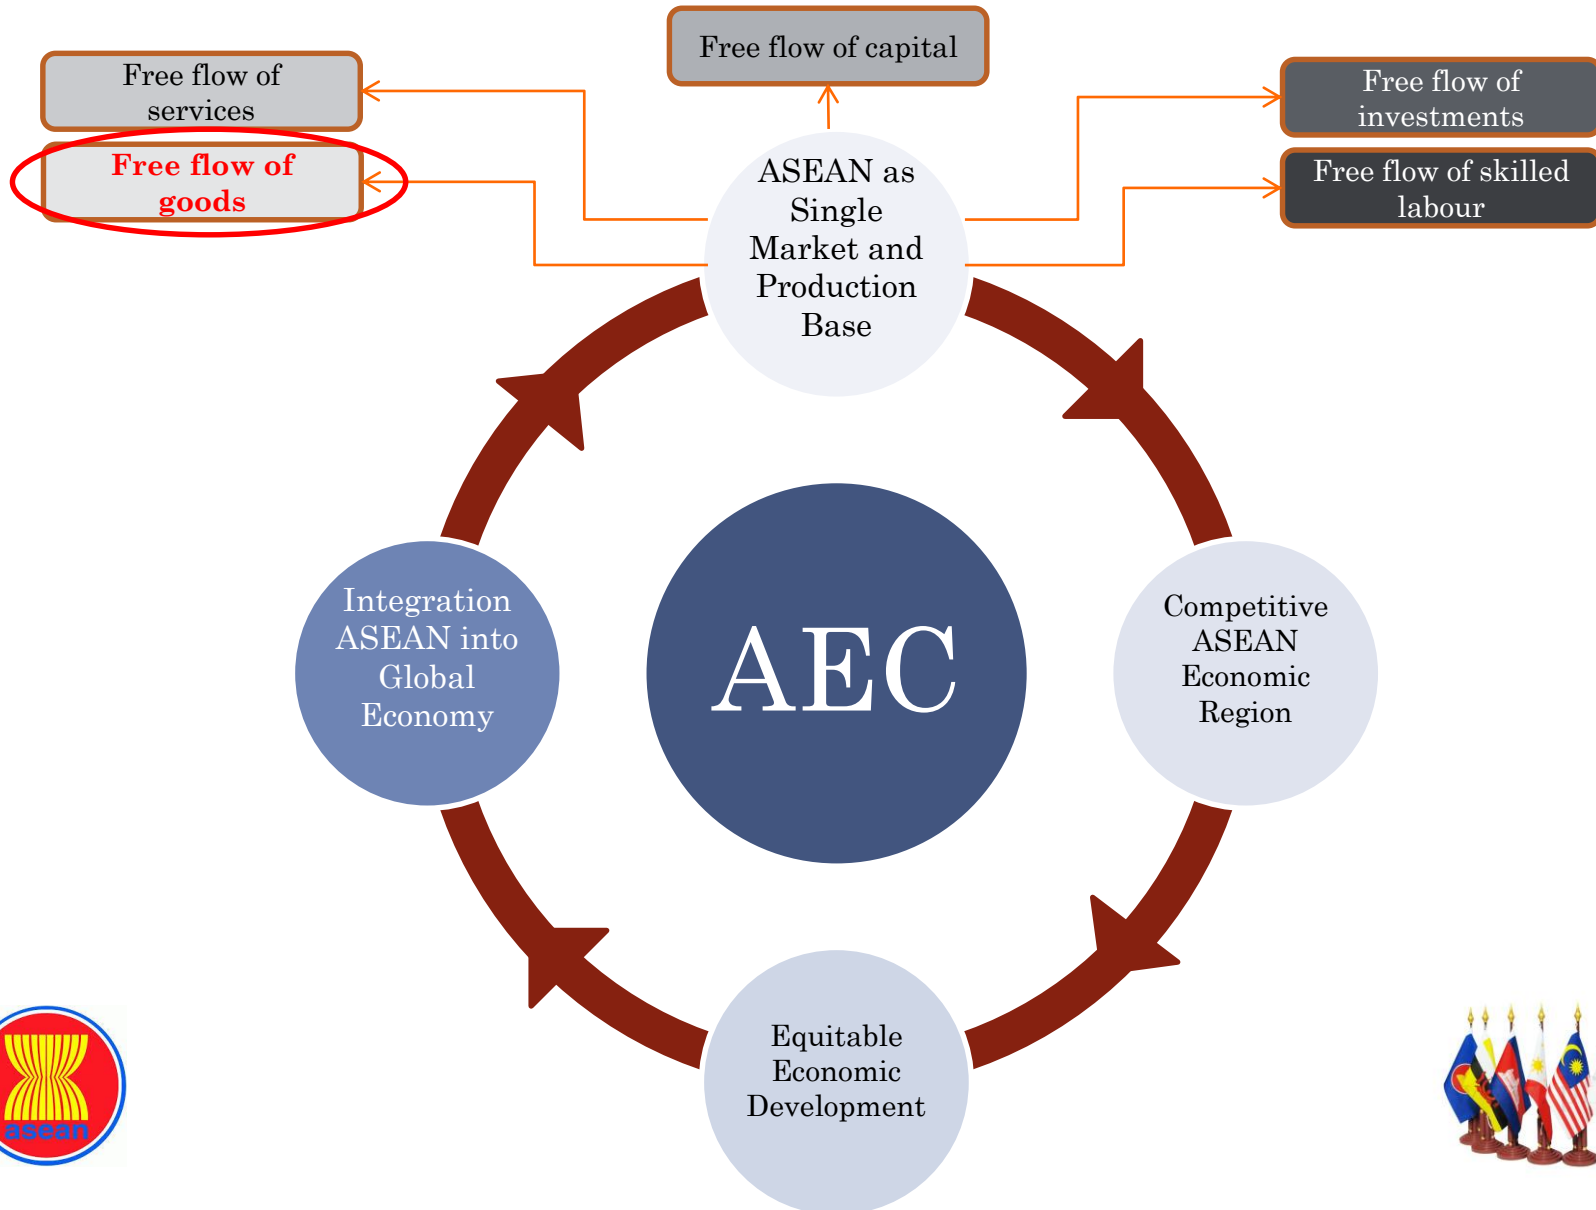 Free flow of capital
Free flow of
services
Free flow of
investments
Free flow of
goods
Free flow of skilled
labour
ASEAN as
Single
Market and
Production
Base
Integration
ASEAN into
Global
Economy
AEC
Competitive
ASEAN
Economic
Region
Equitable
Economic
Development
asean